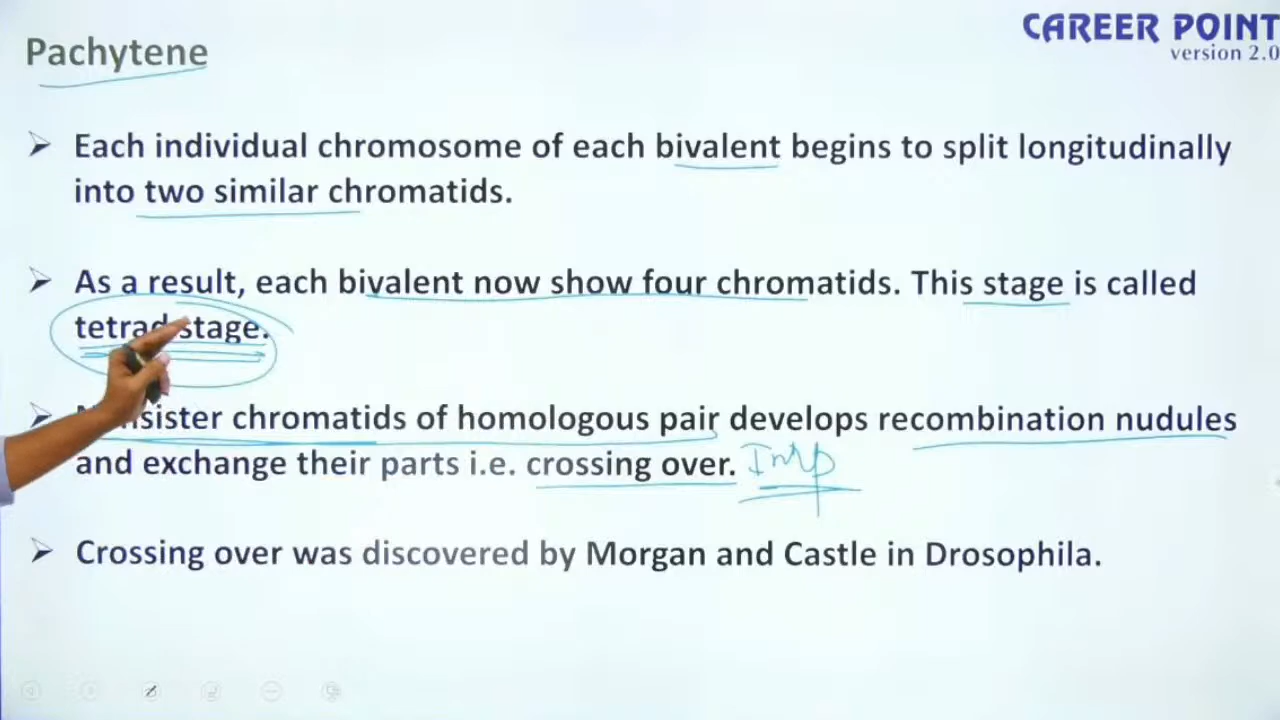 CAREER POINT
version 2.0
Pachytene
➢ Each individual chromosome of each bivalent begins to split longitudinally
into two similar chromatids.
➢ As a result, each bivalent now show four chromatids. This stage is called
tetrad stage.
➢ sister chromatids of homologous pair develops recombination nudules
and exchange their parts i.e. crossing over. Imp
➢ Crossing over was discovered by Morgan and Castle in Drosophila.